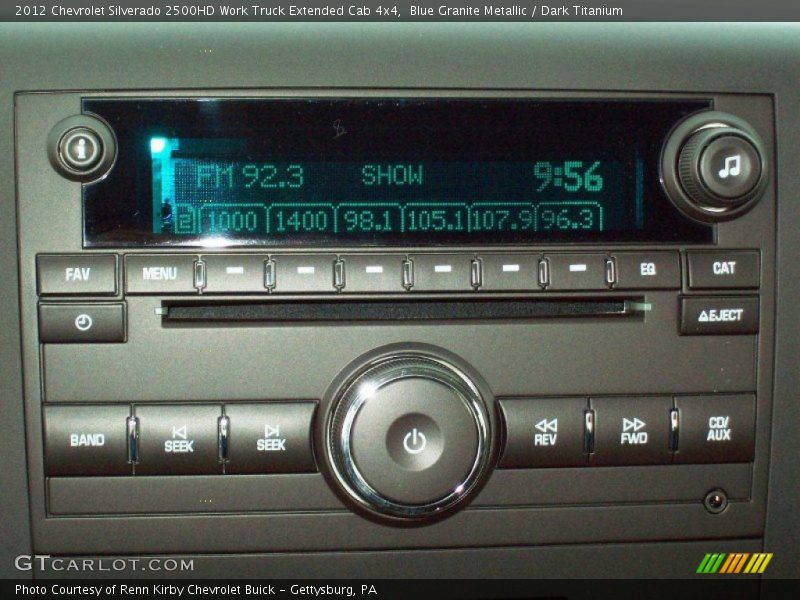 2012 Chevrolet Silverado 2500HD Work Truck Extended Cab 4x4, Blue Granite Metallic / Dark Titanium
i
FM 92.3 SHOW 9:56
2 1000 1400 98.1 105.1 107.9 96.3
FAV MENU EQ CAT
EJECT
BAND SEEK SEEK REV FWD CD/
AUX
GTCARLOT.COM
Photo Courtesy of Renn Kirby Chevrolet Buick – Gettysburg, PA